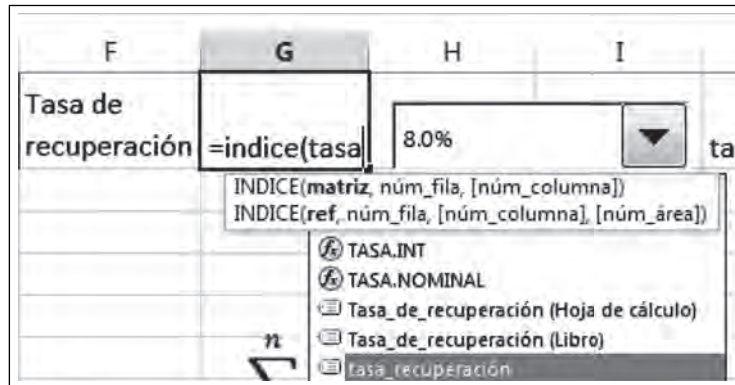 F G H I
Tasa de
recuperación =indice(tasa 8.0% ta
INDICE(matriz, núm_fila, [núm_columna])
INDICE(ref, núm_fila, [núm_columna], [núm_área])
TASA.INT
TASA.NOMINAL
Tasa_de_recuperación (Hoja de cálculo)
Tasa_de_recuperación (Libro)
tasa_recuperación
n
∑